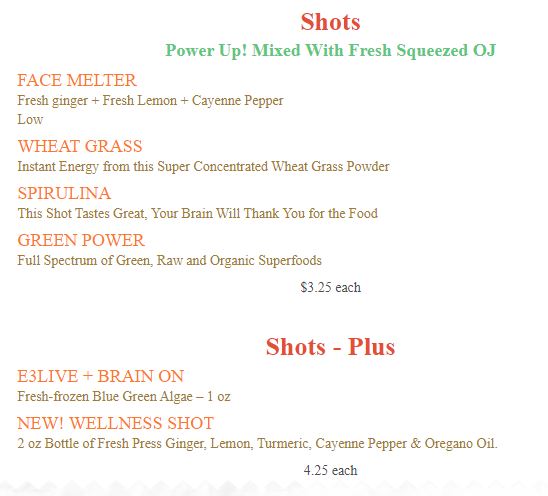 Shots
Power Up! Mixed With Fresh Squeezed OJ
FACE MELTER
Fresh ginger + Fresh Lemon + Cayenne Pepper
Low
WHEAT GRASS
Instant Energy from this Super Concentrated Wheat Grass Powder
SPIRULINA
This Shot Tastes Great, Your Brain Will Thank You for the Food
GREEN POWER
Full Spectrum of Green, Raw and Organic Superfoods
$3.25 each
Shots - Plus
E3LIVE + BRAIN ON
Fresh-frozen Blue Green Algae – 1 oz
NEW! WELLNESS SHOT
2 oz Bottle of Fresh Press Ginger, Lemon, Turmeric, Cayenne Pepper & Oregano Oil.
4.25 each